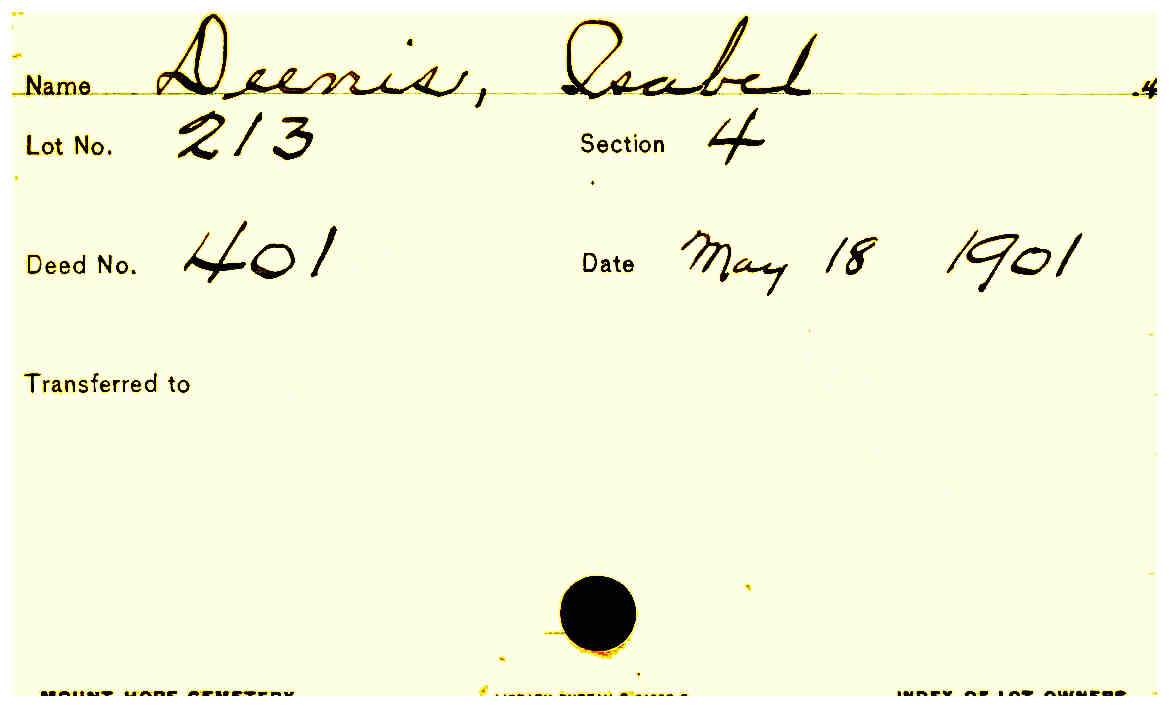 Name Deenis, Isabel
Lot No. 213 Section 4
Deed No. 401 Date May 18 1901
Transferred to
MOUNT HOPE CEMETERY INDEX OF LOT OWNERS